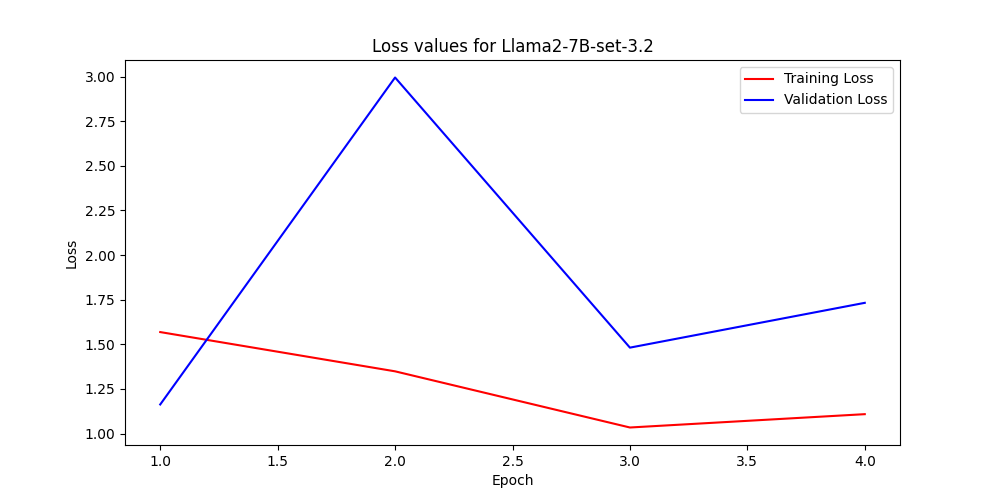 Loss values for Llama2-7B-set-3.2
Training Loss
Validation Loss
3.00
2.75
2.50
2.25
2.00
1.75
1.50
1.25
1.00
Loss
1.0 1.5 2.0 2.5 3.0 3.5 4.0
Epoch